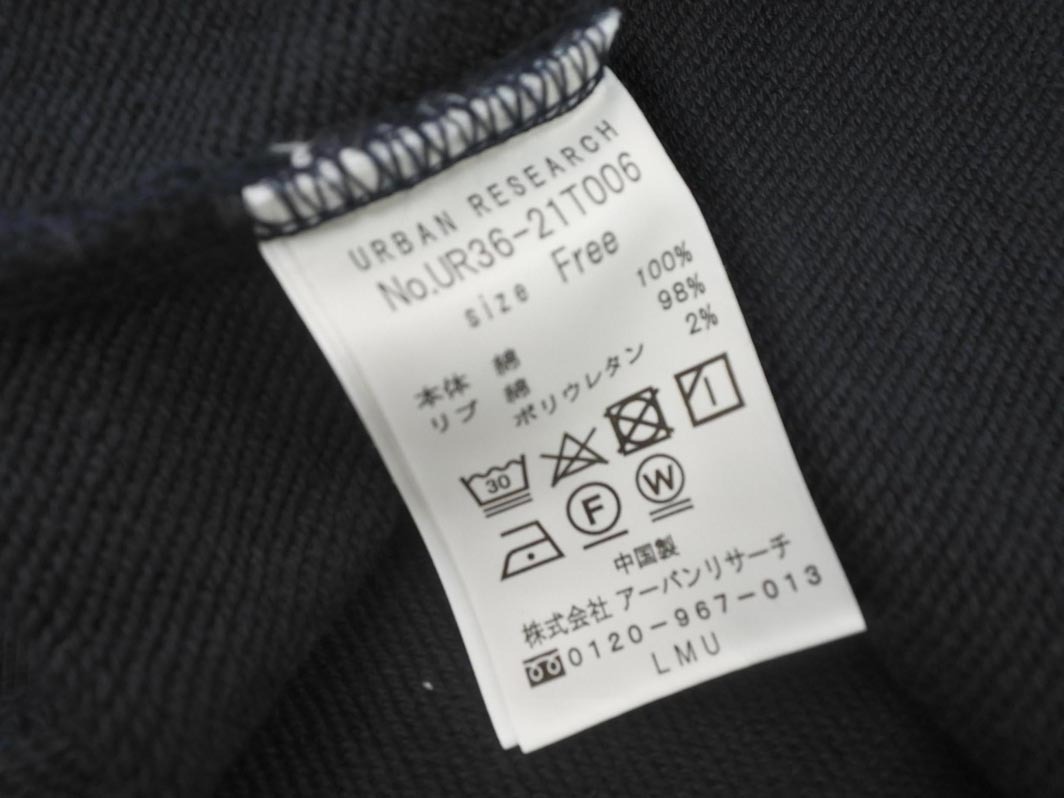 URBAN RESEARCH
No.UR36-21T006
size Free
本体 綿 100%
リブ 綿 98%
ポリウレタン 2%
30
F W
中国製
株式会社 アーバンリサーチ
0120-967-013
LMU